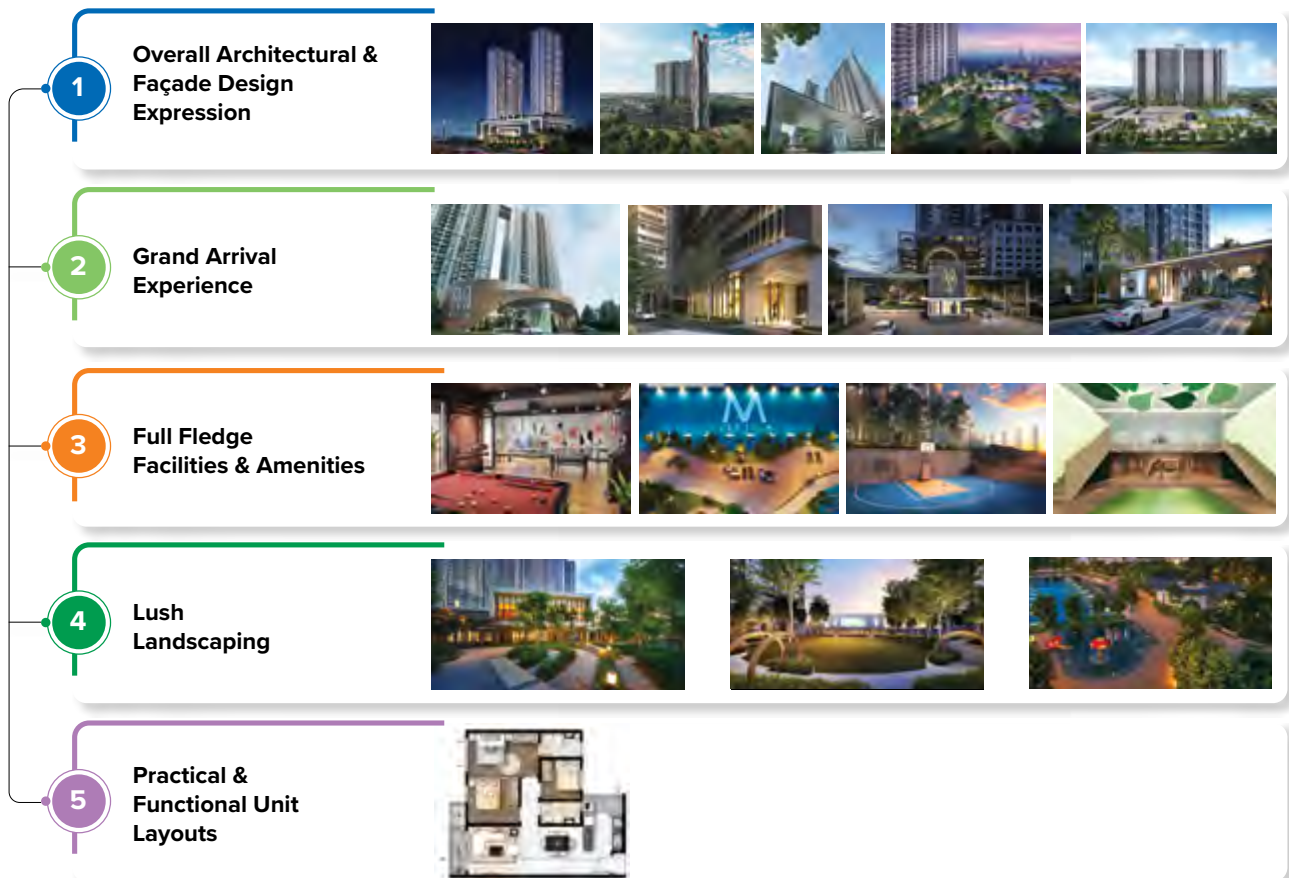 1
Overall Architectural &
Façade Design
Expression
2
Grand Arrival
Experience
3
Full Fledge
Facilities & Amenities
M
4
Lush
Landscaping
5
Practical &
Functional Unit
Layouts